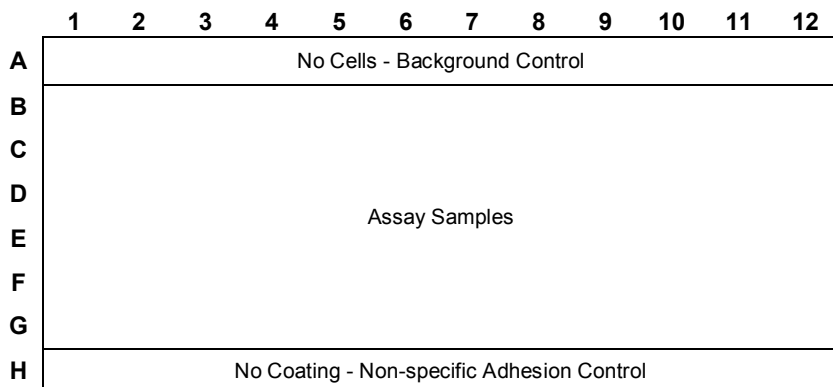 1 2 3 4 5 6 7 8 9 10 11 12
A No Cells - Background Control
B
C
D
Assay Samples
E
F
G
H No Coating - Non-specific Adhesion Control